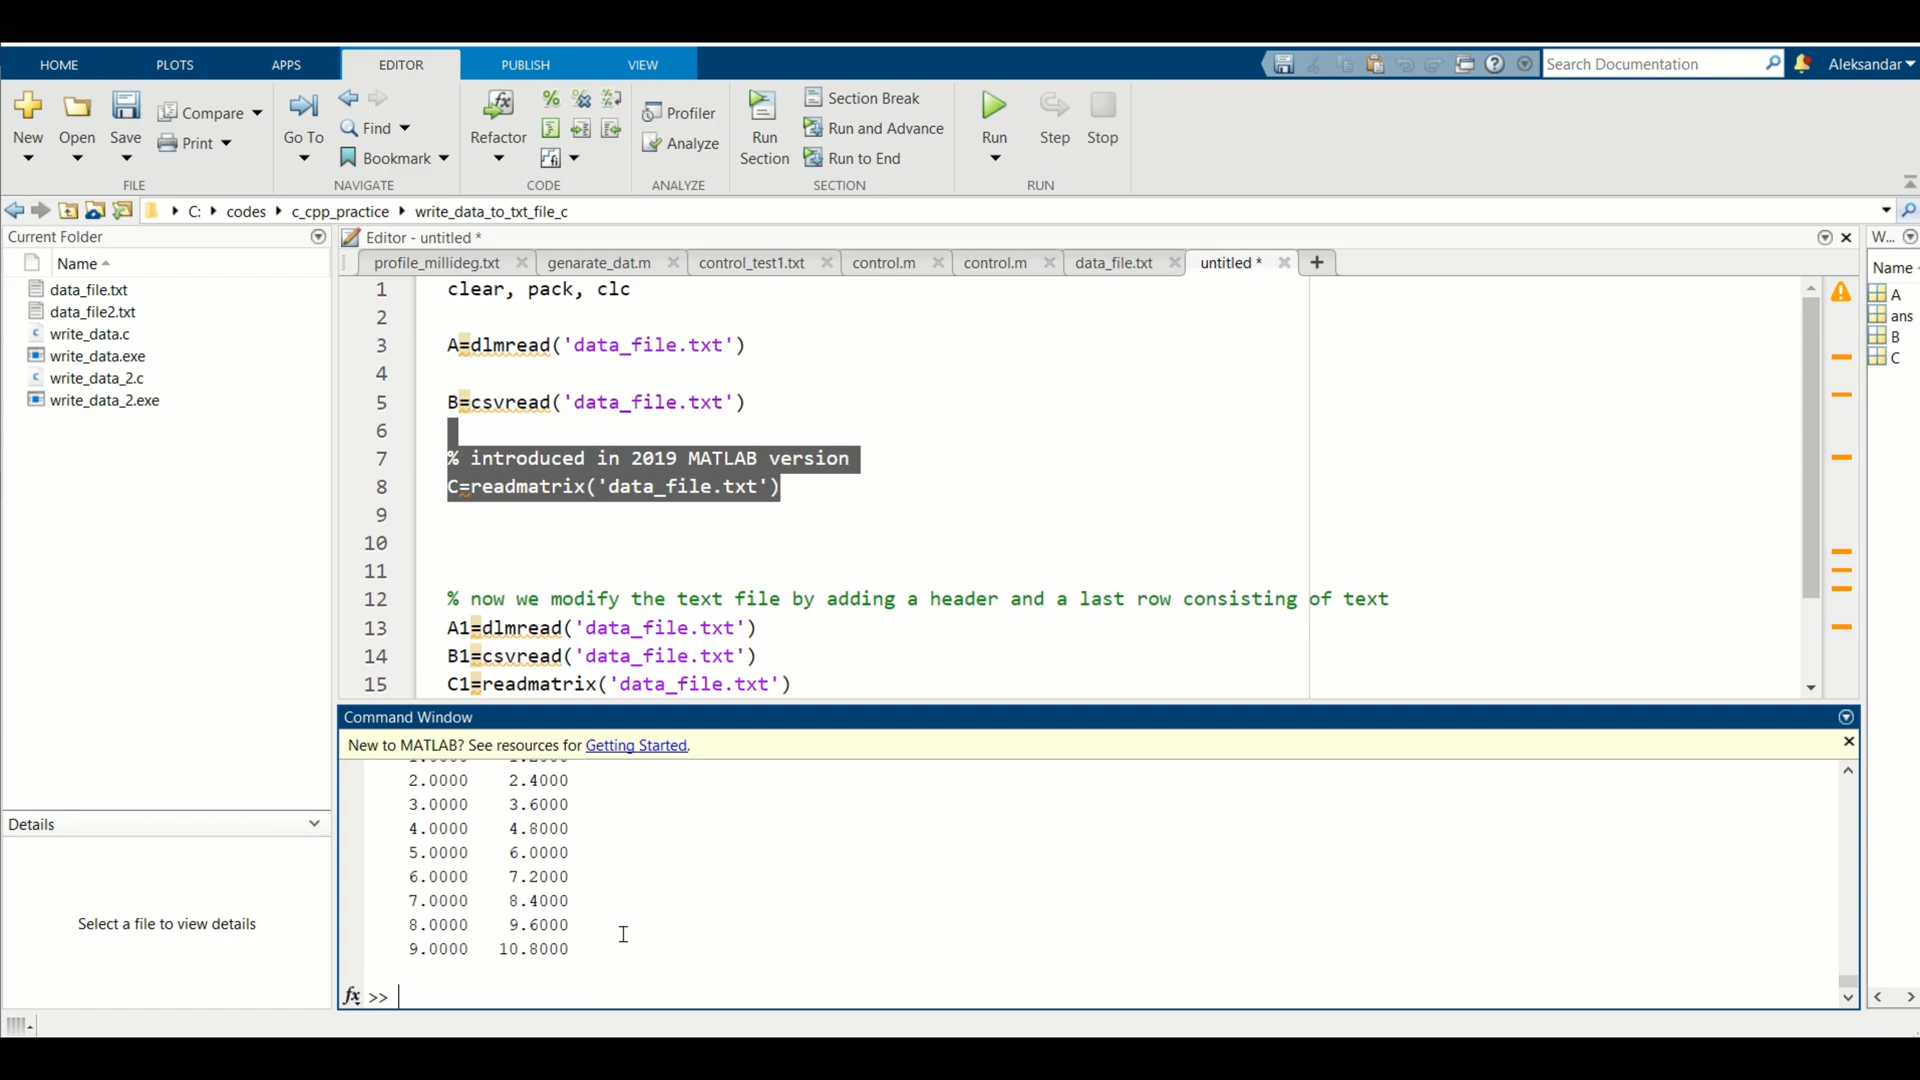 HOME PLOTS APPS EDITOR PUBLISH VIEW Search Documentation Aleksandar
New Open Save Compare Print
FILE
Go To Find Bookmark
NAVIGATE
Refactor
CODE
Profiler Analyze
ANALYZE
Run Section Section Break Run and Advance Run to End
SECTION
Run Step Stop
RUN
C: codes c_cpp_practice write_data_to_txt_file_c
Current Folder
Name
data_file.txt
data_file2.txt
write_data.c
write_data.exe
write_data_2.c
write_data_2.exe
Details
Select a file to view details
Editor - untitled *
profile_millideg.txt genarate_dat.m control_test1.txt control.m control.m data_file.txt untitled *
1 clear, pack, clc
2
3 A=dlmread('data_file.txt')
4
5 B=csvread('data_file.txt')
6
7 % introduced in 2019 MATLAB version
8 C=readmatrix('data_file.txt')
9
10
11
12 % now we modify the text file by adding a header and a last row consisting of text
13 A1=dlmread('data_file.txt')
14 B1=csvread('data_file.txt')
15 C1=readmatrix('data_file.txt')
Command Window
New to MATLAB? See resources for Getting Started.
2.0000 2.4000
3.0000 3.6000
4.0000 4.8000
5.0000 6.0000
6.0000 7.2000
7.0000 8.4000
8.0000 9.6000
9.0000 10.8000
fx >>
W...
Name
A
ans
B
C